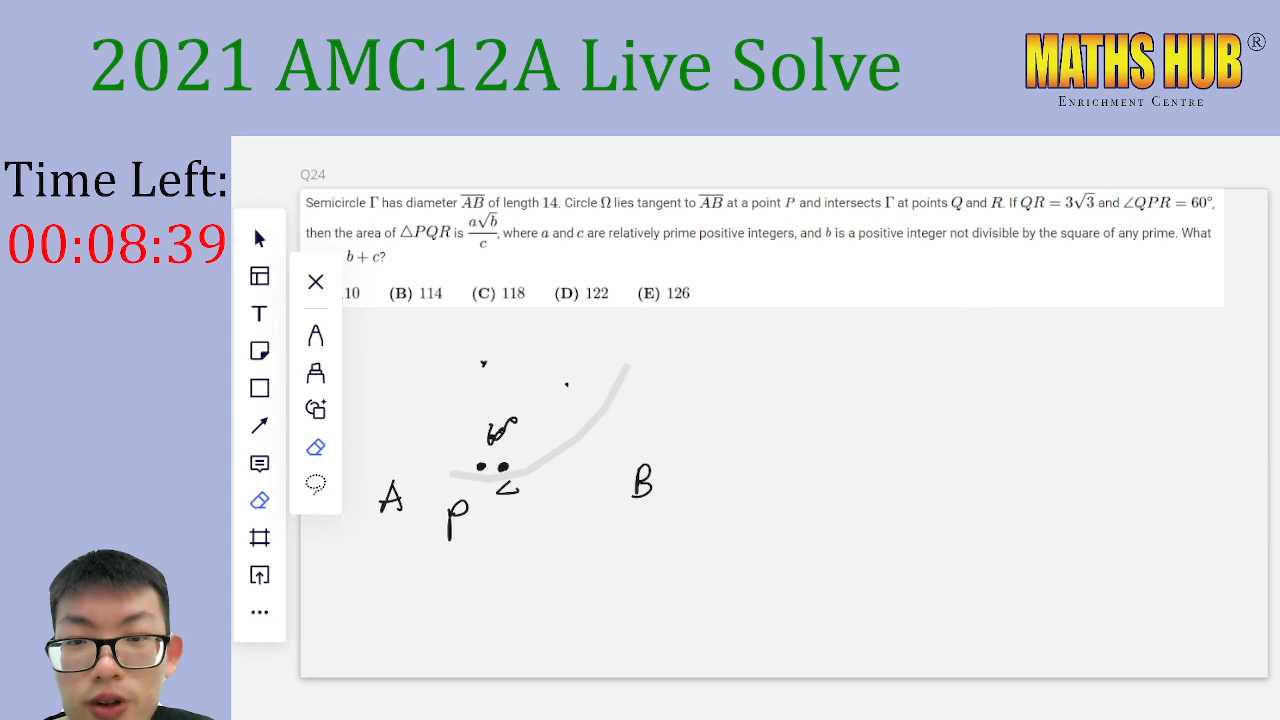 2021 AMC12A Live Solve
MATHS HUB®
ENRICHMENT CENTRE
Time Left:
00:08:39
Q24
Semicircle Γ has diameter AB of length 14. Circle Ω lies tangent to AB at a point P and intersects Γ at points Q and R. If QR = 3√3 and ∠QPR = 60°,
then the area of △PQR is a√b/c, where a and c are relatively prime positive integers, and b is a positive integer not divisible by the square of any prime. What
b + c?
10 (B) 114 (C) 118 (D) 122 (E) 126
T
A
P
B